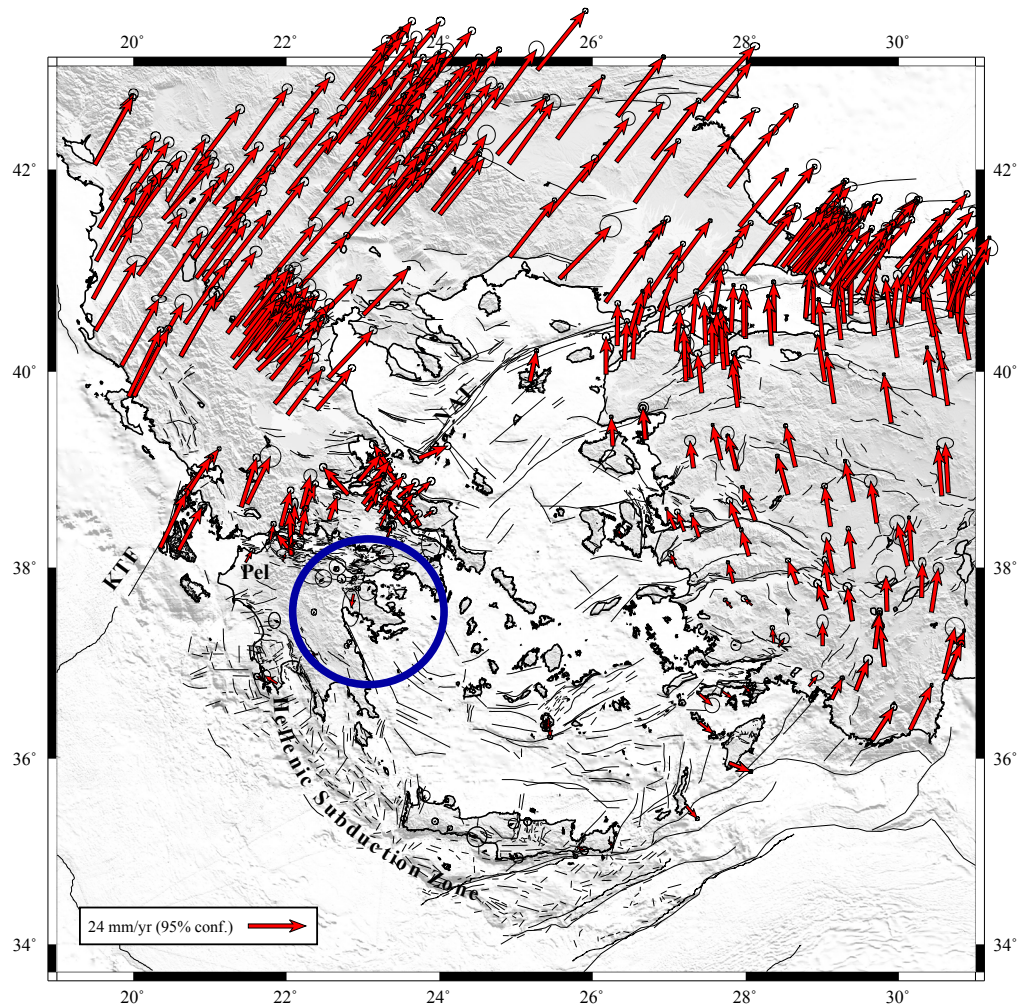 20° 22° 24° 26° 28° 30°
42° 42°
40° 40°
NAF
KTF
38° Pel 38°
Hellenic Subduction Zone
36° 36°
24 mm/yr (95% conf.)
34° 34°
20° 22° 24° 26° 28° 30°